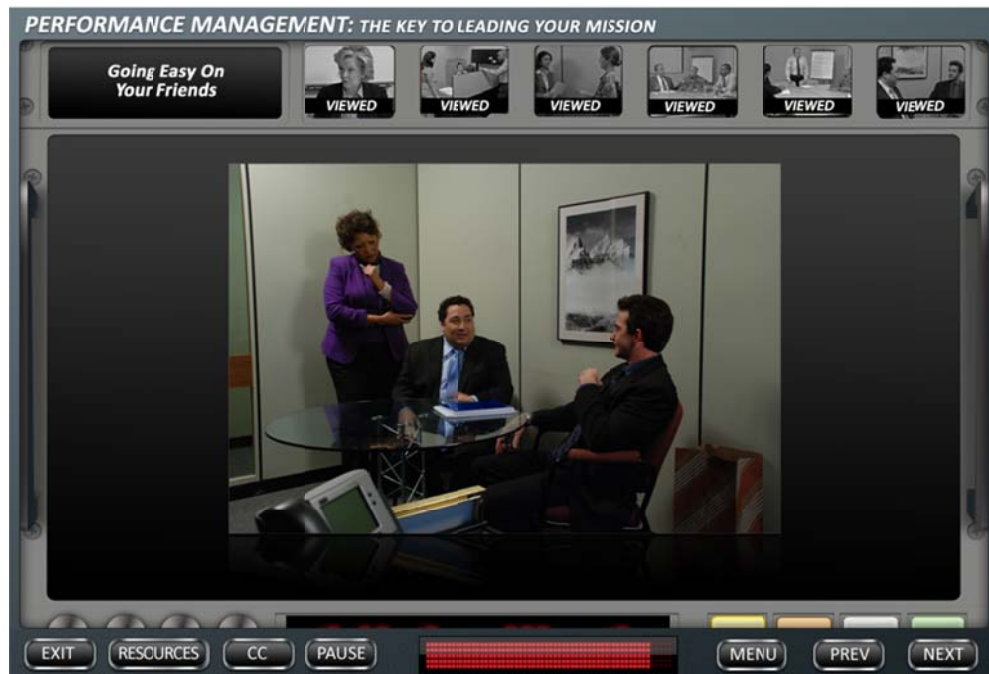 PERFORMANCE MANAGEMENT: THE KEY TO LEADING YOUR MISSION
Going Easy On
Your Friends
VIEWED
VIEWED
VIEWED
VIEWED
VIEWED
VIEWED
EXIT
RESOURCES
CC
PAUSE
MENU
PREV
NEXT